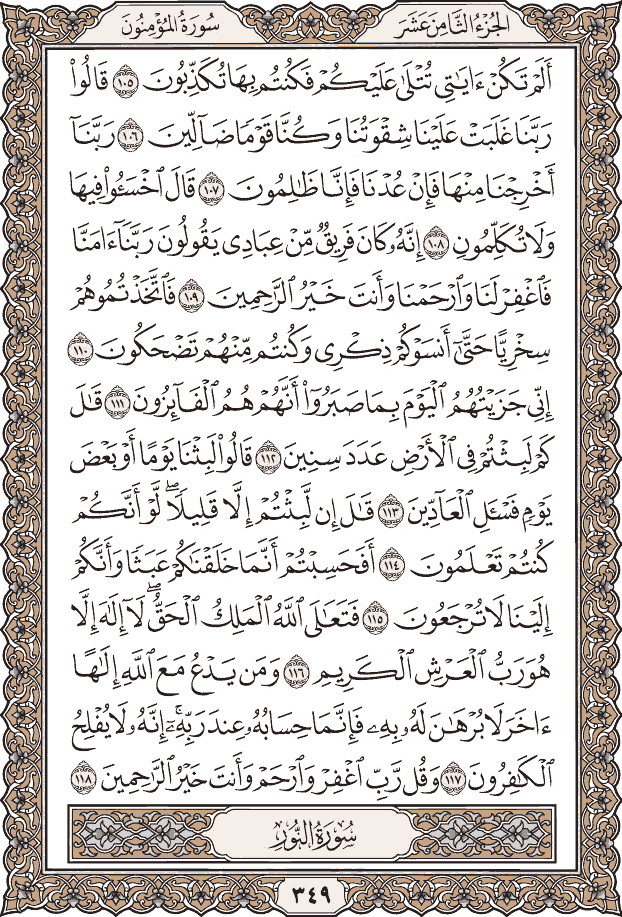 الجُزْءُ الثَّامِنَ عَشَرَ
سُورَةُ المُؤْمِنُونَ
أَلَمْ تَكُنْ ءَايَٰتِى تُتْلَىٰ عَلَيْكُمْ فَكُنتُم بِهَا تُكَذِّبُونَ ١٠٥ قَالُوا۟
رَبَّنَا غَلَبَتْ عَلَيْنَا شِقْوَتُنَا وَكُنَّا قَوْمًا ضَآلِّينَ ١٠٦ رَبَّنَآ
أَخْرِجْنَا مِنْهَا فَإِنْ عُدْنَا فَإِنَّا ظَٰلِمُونَ ١٠٧ قَالَ ٱخْسَـُٔوا۟ فِيهَا
وَلَا تُكَلِّمُونِ ١٠٨ إِنَّهُۥ كَانَ فَرِيقٌ مِّنْ عِبَادِى يَقُولُونَ رَبَّنَآ ءَامَنَّا
فَٱغْفِرْ لَنَا وَٱرْحَمْنَا وَأَنتَ خَيْرُ ٱلرَّٰحِمِينَ ١٠٩ فَٱتَّخَذْتُمُوهُمْ
سِخْرِيًّا حَتَّىٰٓ أَنسَوْكُمْ ذِكْرِى وَكُنتُم مِّنْهُمْ تَضْحَكُونَ ١١٠
إِنِّى جَزَيْتُهُمُ ٱلْيَوْمَ بِمَا صَبَرُوٓا۟ أَنَّهُمْ هُمُ ٱلْفَآئِزُونَ ١١١ قَٰلَ
كَمْ لَبِثْتُمْ فِى ٱلْأَرْضِ عَدَدَ سِنِينَ ١١٢ قَالُوا۟ لَبِثْنَا يَوْمًا أَوْ بَعْضَ
يَوْمٍ فَسْـَٔلِ ٱلْعَآدِّينَ ١١٣ قَٰلَ إِن لَّبِثْتُمْ إِلَّا قَلِيلًا ۖ لَّوْ أَنَّكُمْ
كُنتُمْ تَعْلَمُونَ ١١٤ أَفَحَسِبْتُمْ أَنَّمَا خَلَقْنَٰكُمْ عَبَثًا وَأَنَّكُمْ
إِلَيْنَا لَا تُرْجَعُونَ ١١٥ فَتَعَٰلَى ٱللَّهُ ٱلْمَلِكُ ٱلْحَقُّ ۖ لَآ إِلَٰهَ إِلَّا
هُوَ رَبُّ ٱلْعَرْشِ ٱلْكَرِيمِ ١١٦ وَمَن يَدْعُ مَعَ ٱللَّهِ إِلَٰهًا
ءَاخَرَ لَا بُرْهَٰنَ لَهُۥ بِهِۦ فَإِنَّمَا حِسَابُهُۥ عِندَ رَبِّهِۦٓ ۚ إِنَّهُۥ لَا يُفْلِحُ
ٱلْكَٰفِرُونَ ١١٧ وَقُل رَّبِّ ٱغْفِرْ وَٱرْحَمْ وَأَنتَ خَيْرُ ٱلرَّٰحِمِينَ ١١٨
سُورَةُ النُّورِ
٣٤٩